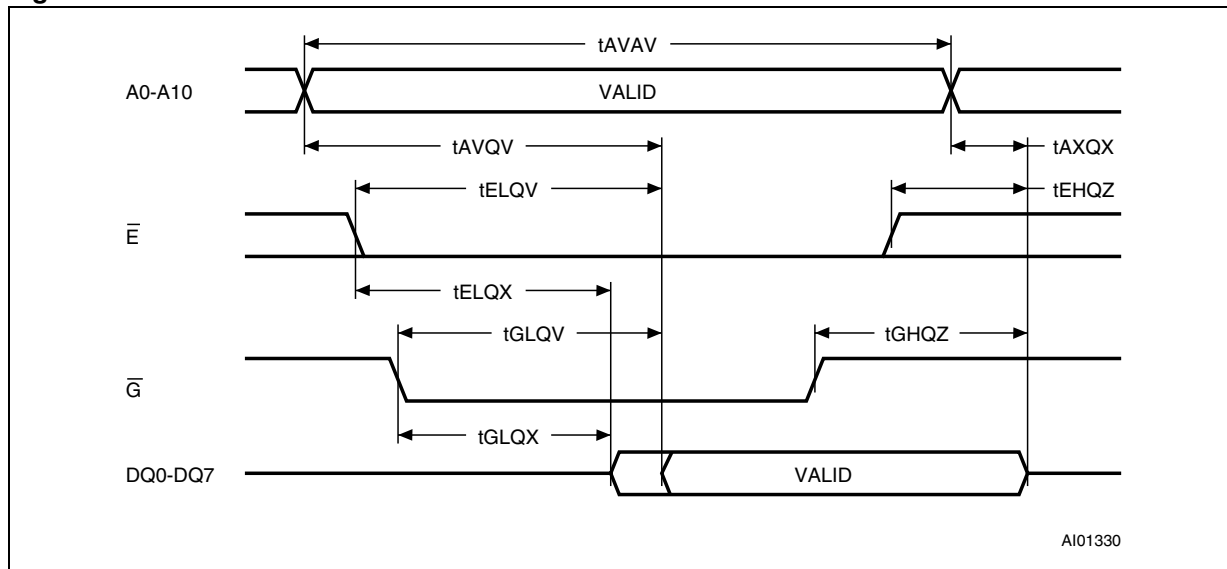 tAVAV
A0-A10
VALID
tAVQV
tAXQX
tELQV
tEHQZ
E̅
tELQX
tGLQV
tGHQZ
G̅
tGLQX
DQ0-DQ7
VALID
AI01330